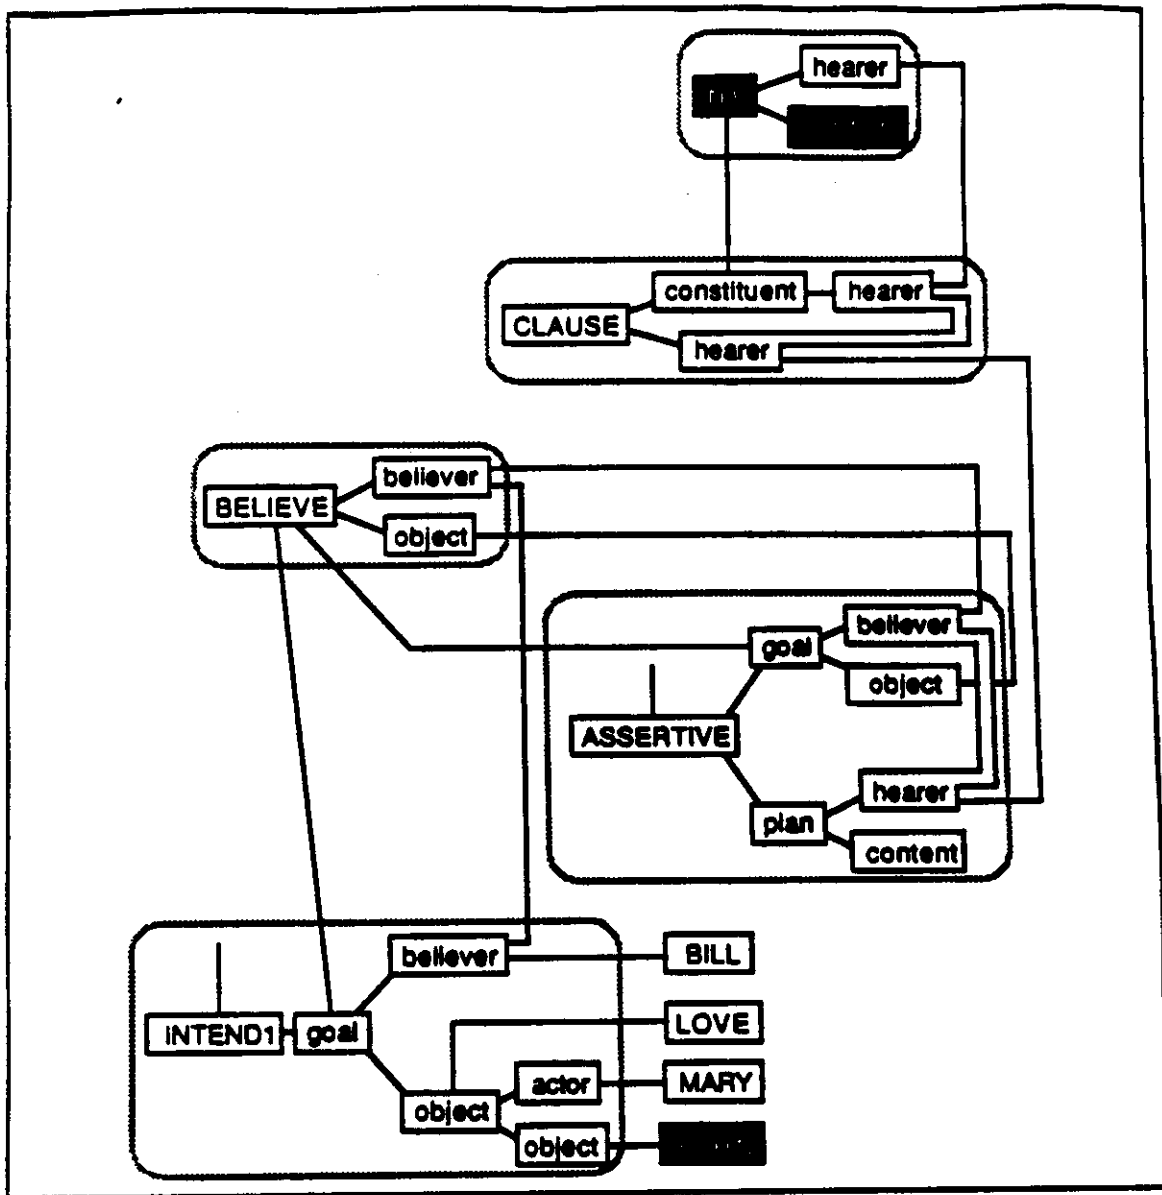 hearer
constituent hearer
CLAUSE
hearer
believer
BELIEVE
object
believer
goal
object
ASSERTIVE
hearer
plan
content
believer BILL
LOVE
INTEND1 goal
actor MARY
object
object